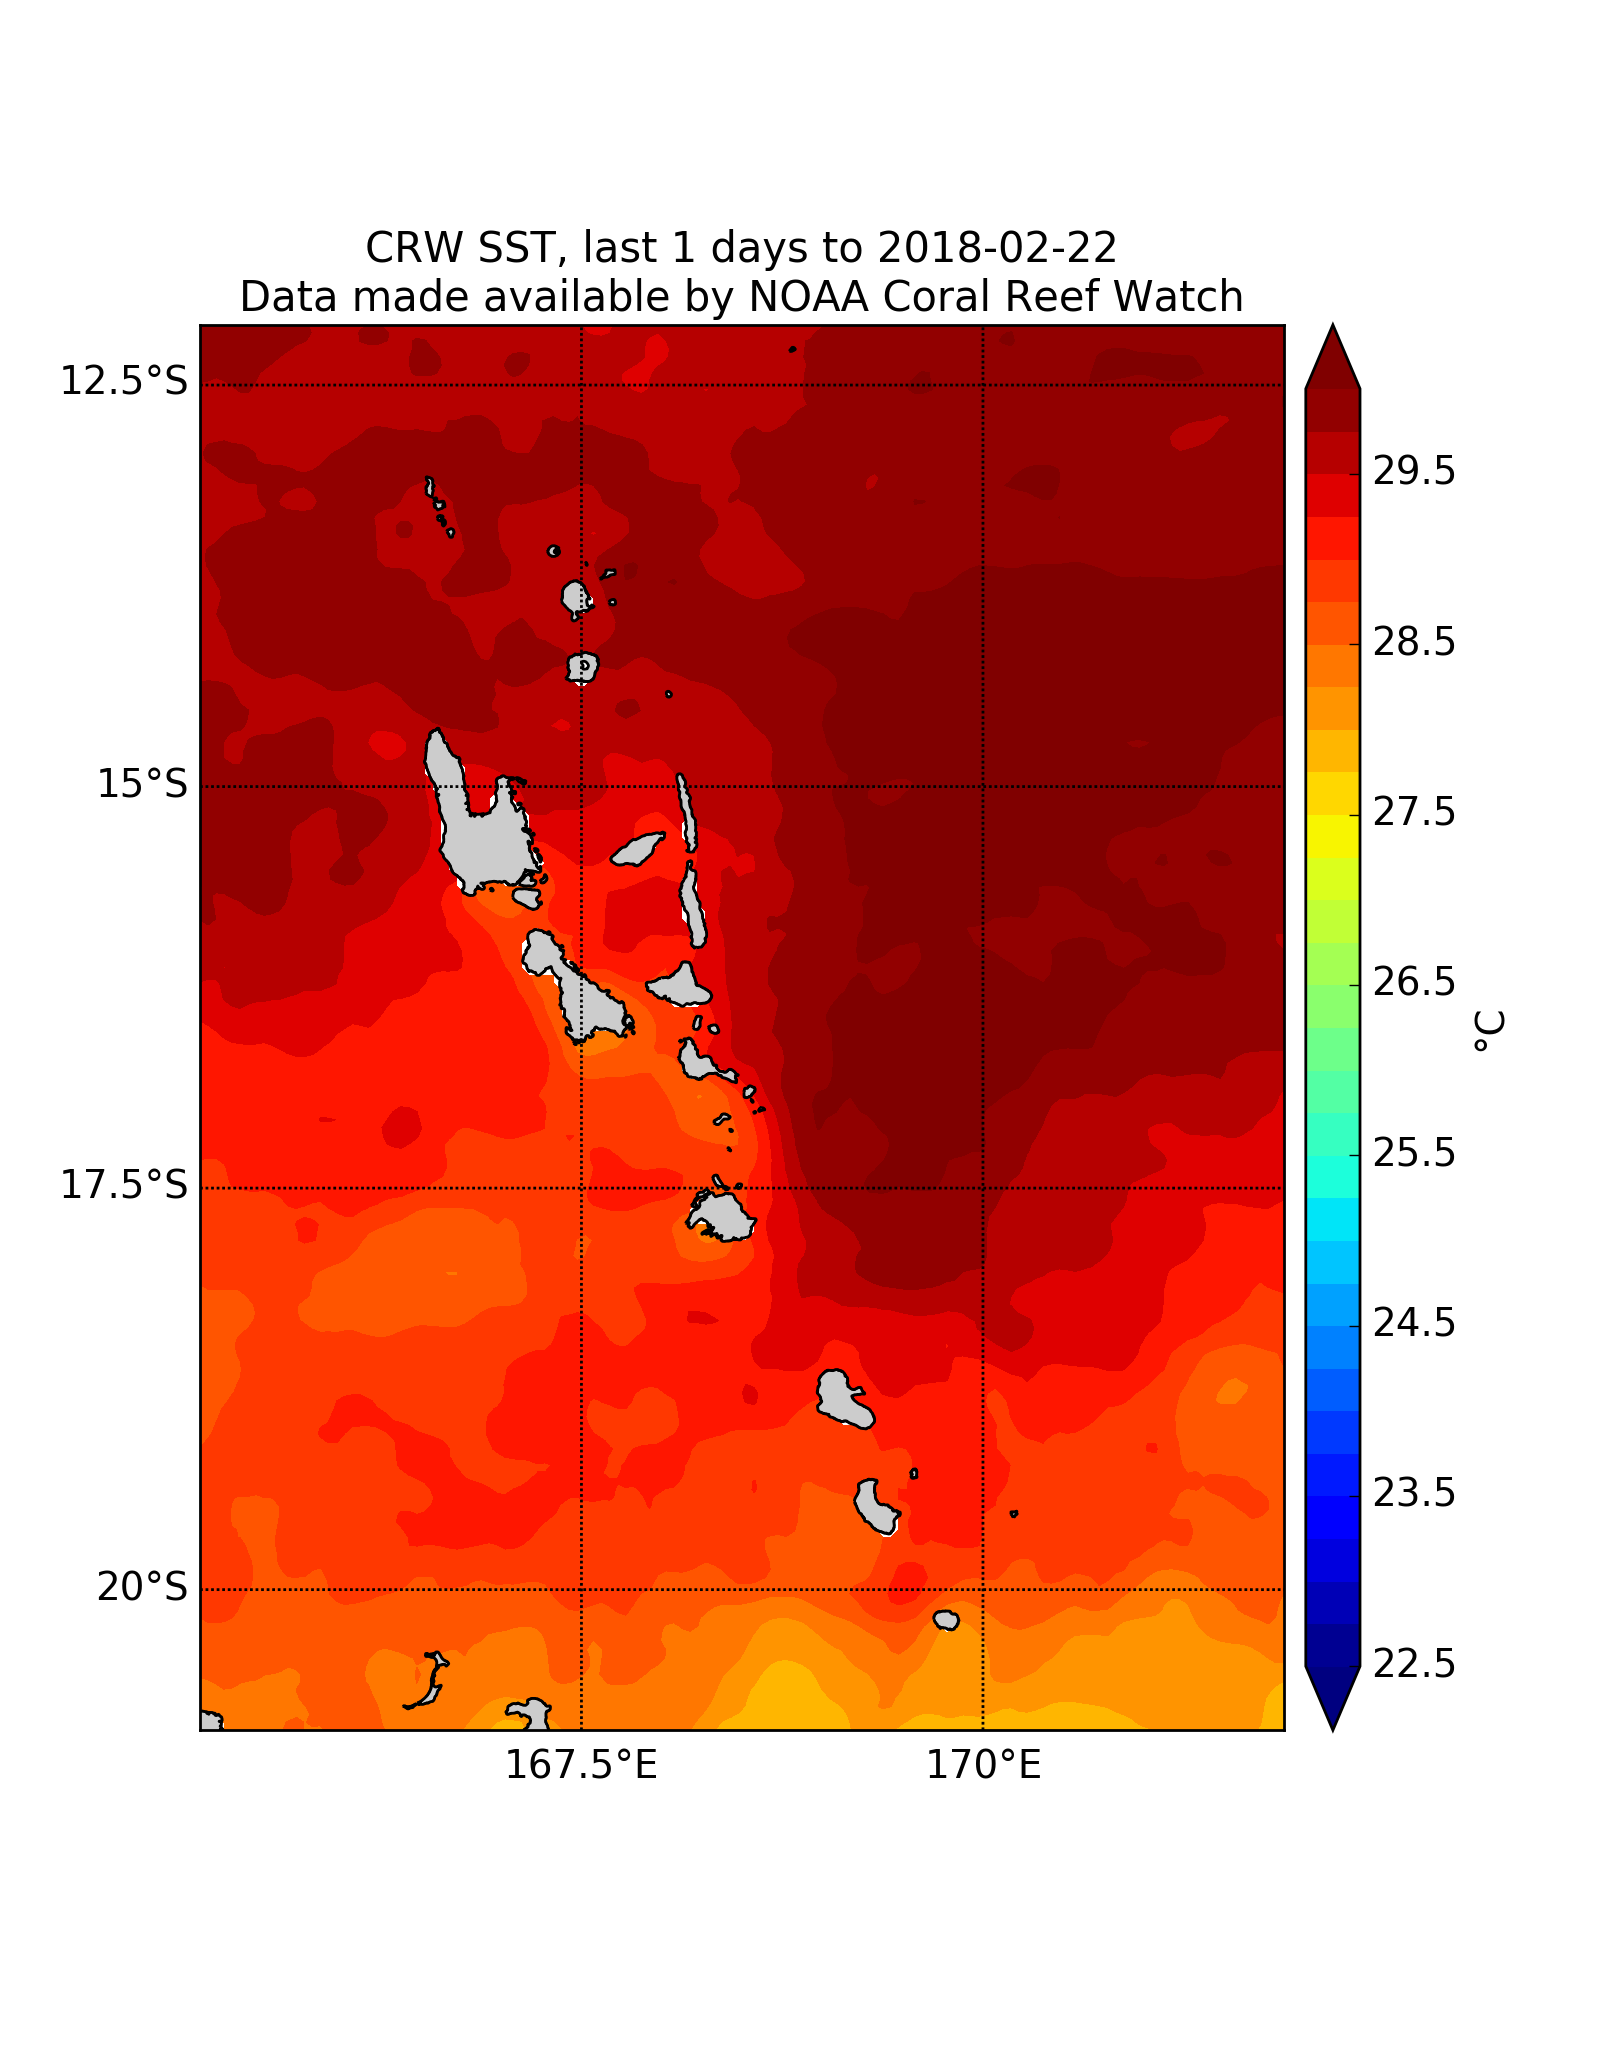 CRW SST, last 1 days to 2018-02-22
Data made available by NOAA Coral Reef Watch
12.5°S
15°S
17.5°S
20°S
167.5°E
170°E
29.5
28.5
27.5
26.5
25.5
24.5
23.5
22.5
°C